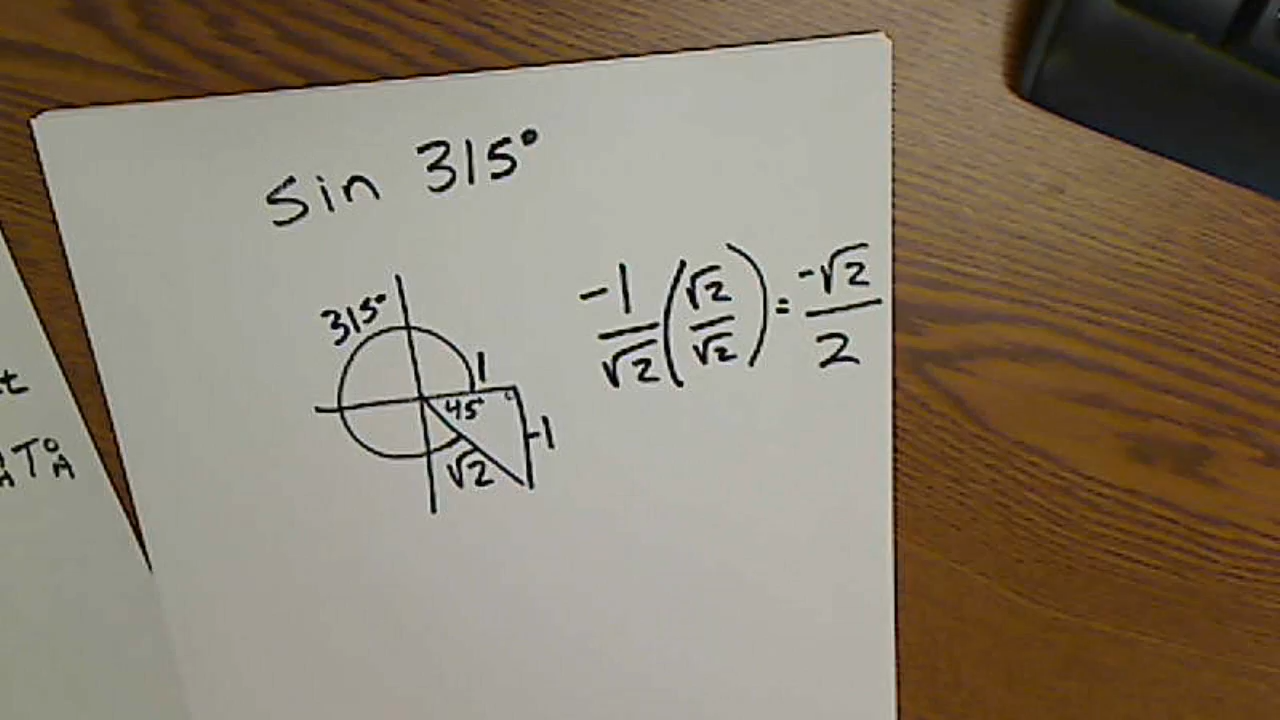 sin 315°
-1/√2 (√2/√2) = -√2/2
315°
1
45°
-1
√2